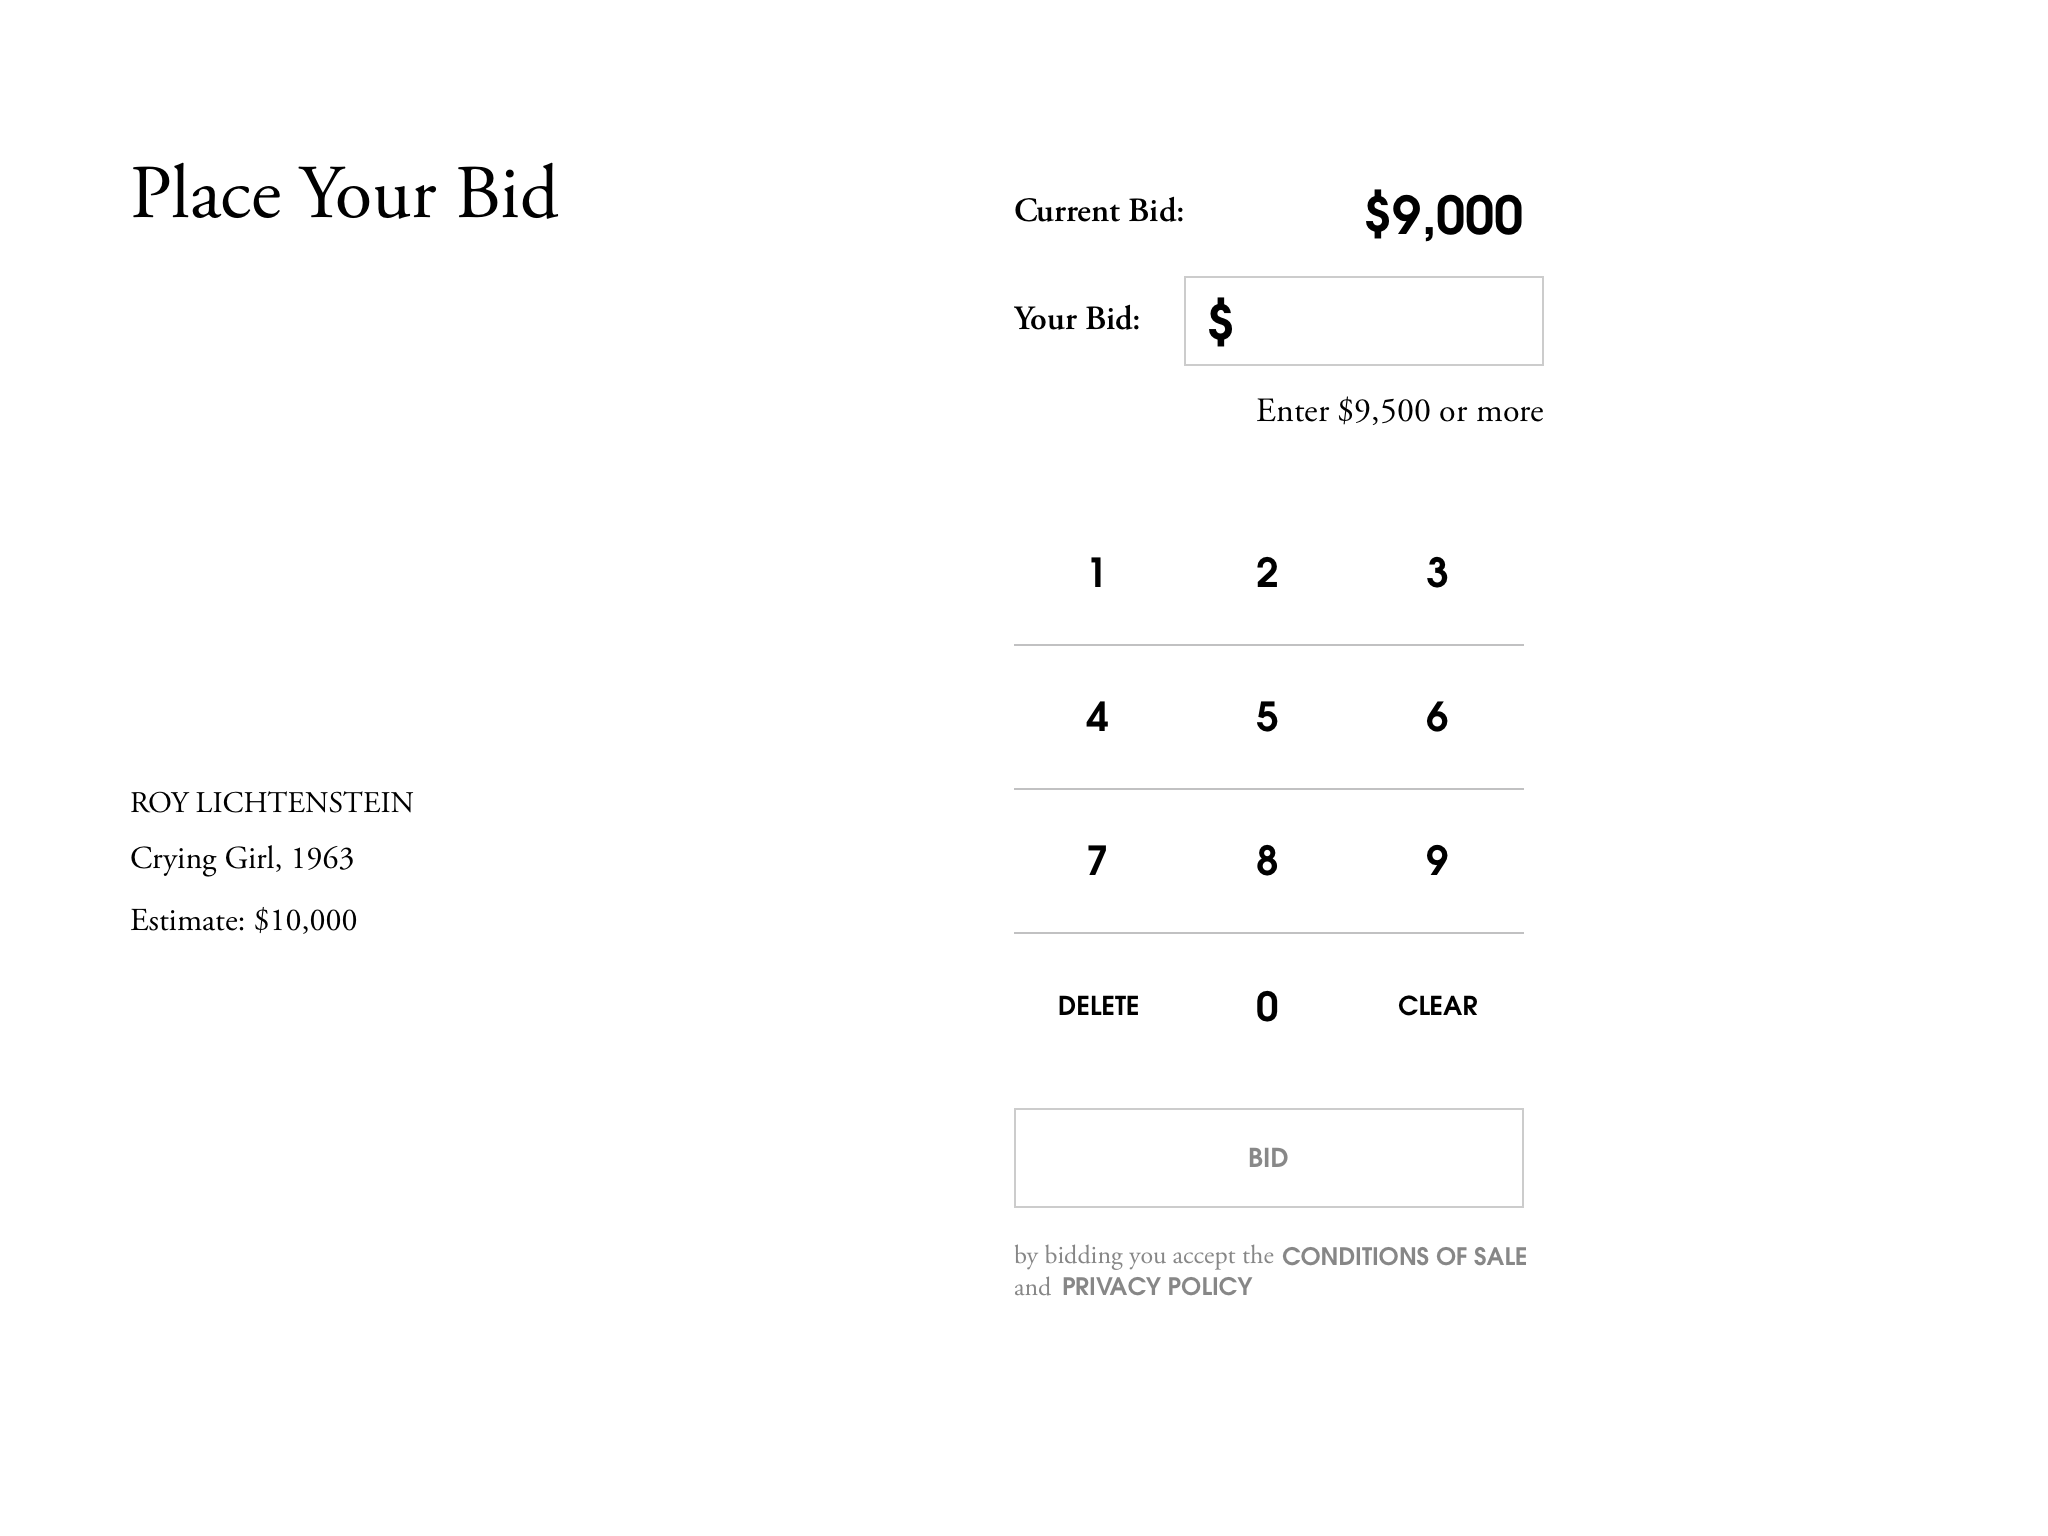 Place Your Bid
Current Bid: $9,000
Your Bid: $
Enter $9,500 or more
1 2 3
4 5 6
7 8 9
DELETE 0 CLEAR
ROY LICHTENSTEIN
Crying Girl, 1963
Estimate: $10,000
BID
by bidding you accept the CONDITIONS OF SALE
and PRIVACY POLICY